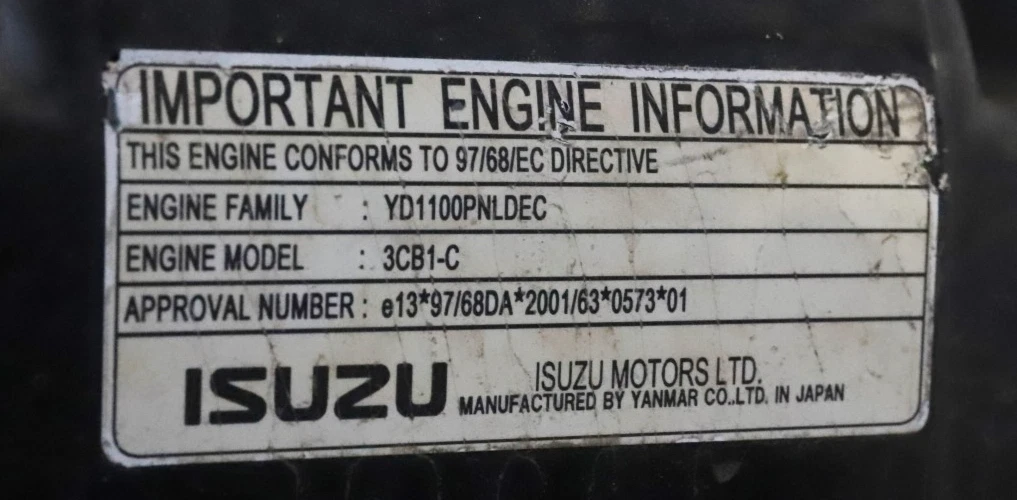 IMPORTANT ENGINE INFORMATION
THIS ENGINE CONFORMS TO 97/68/EC DIRECTIVE
ENGINE FAMILY : YD1100PNLDEC
ENGINE MODEL : 3CB1-C
APPROVAL NUMBER : e13*97/68DA*2001/63*0573*01
ISUZU
ISUZU MOTORS LTD.
MANUFACTURED BY YANMAR CO.,LTD. IN JAPAN